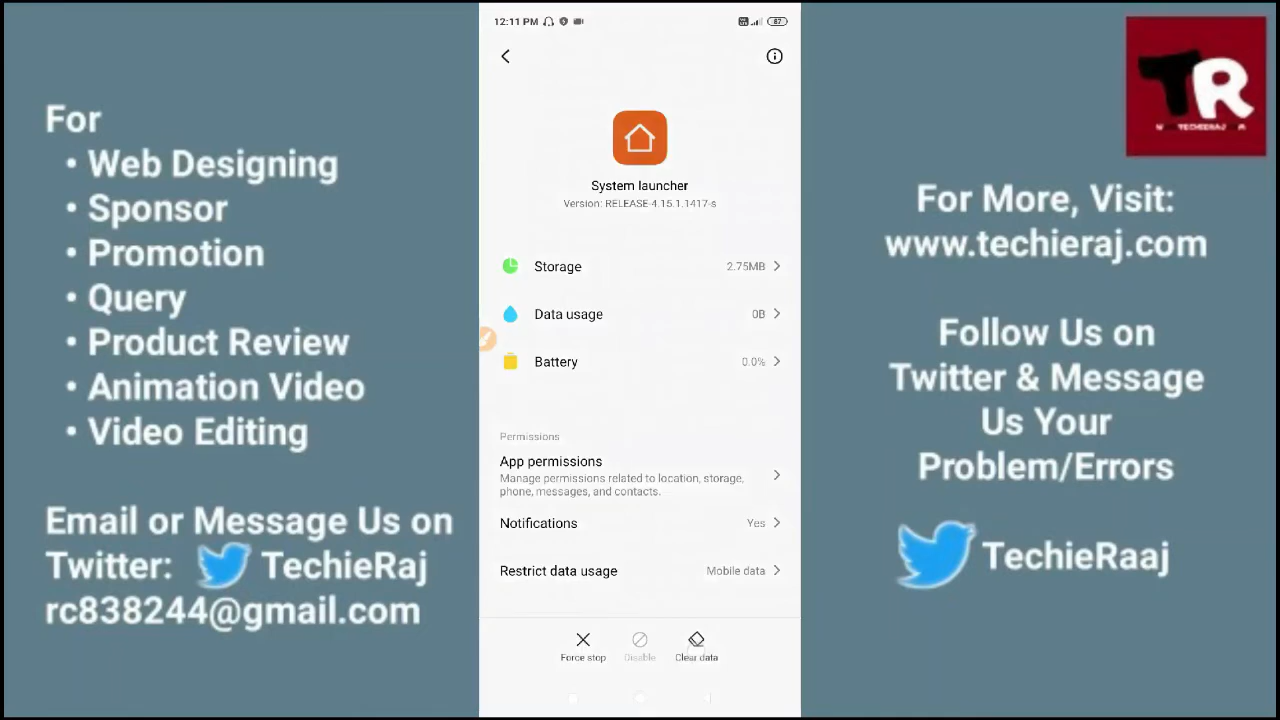 For
• Web Designing
• Sponsor
• Promotion
• Query
• Product Review
• Animation Video
• Video Editing
Email or Message Us on
Twitter: TechieRaj
rc838244@gmail.com
12:11 PM
67
System launcher
Version: RELEASE-4.15.1.1417-s
Storage 2.75MB
Data usage 0B
Battery 0.0%
Permissions
App permissions
Manage permissions related to location, storage,
phone, messages, and contacts.
Notifications Yes
Restrict data usage Mobile data
Force stop Disable Clear data
TR
For More, Visit:
www.techieraj.com
Follow Us on
Twitter & Message
Us Your
Problem/Errors
TechieRaaj